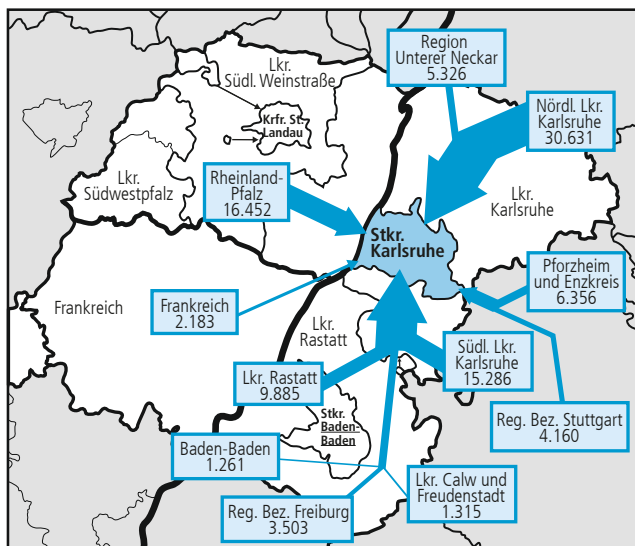 Region
Unterer Neckar
5.326
Lkr.
Südl. Weinstraße
Nördl. Lkr.
Karlsruhe
30.631
Krfr. St.
Landau
Lkr.
Südwestpfalz
Rheinland-
Pfalz
16.452
Lkr.
Karlsruhe
Stkr.
Karlsruhe
Pforzheim
und Enzkreis
6.356
Frankreich
Frankreich
2.183
Lkr.
Rastatt
Südl. Lkr.
Karlsruhe
15.286
Lkr. Rastatt
9.885
Stkr.
Baden-
Baden
Reg. Bez. Stuttgart
4.160
Baden-Baden
1.261
Lkr. Calw und
Freudenstadt
1.315
Reg. Bez. Freiburg
3.503